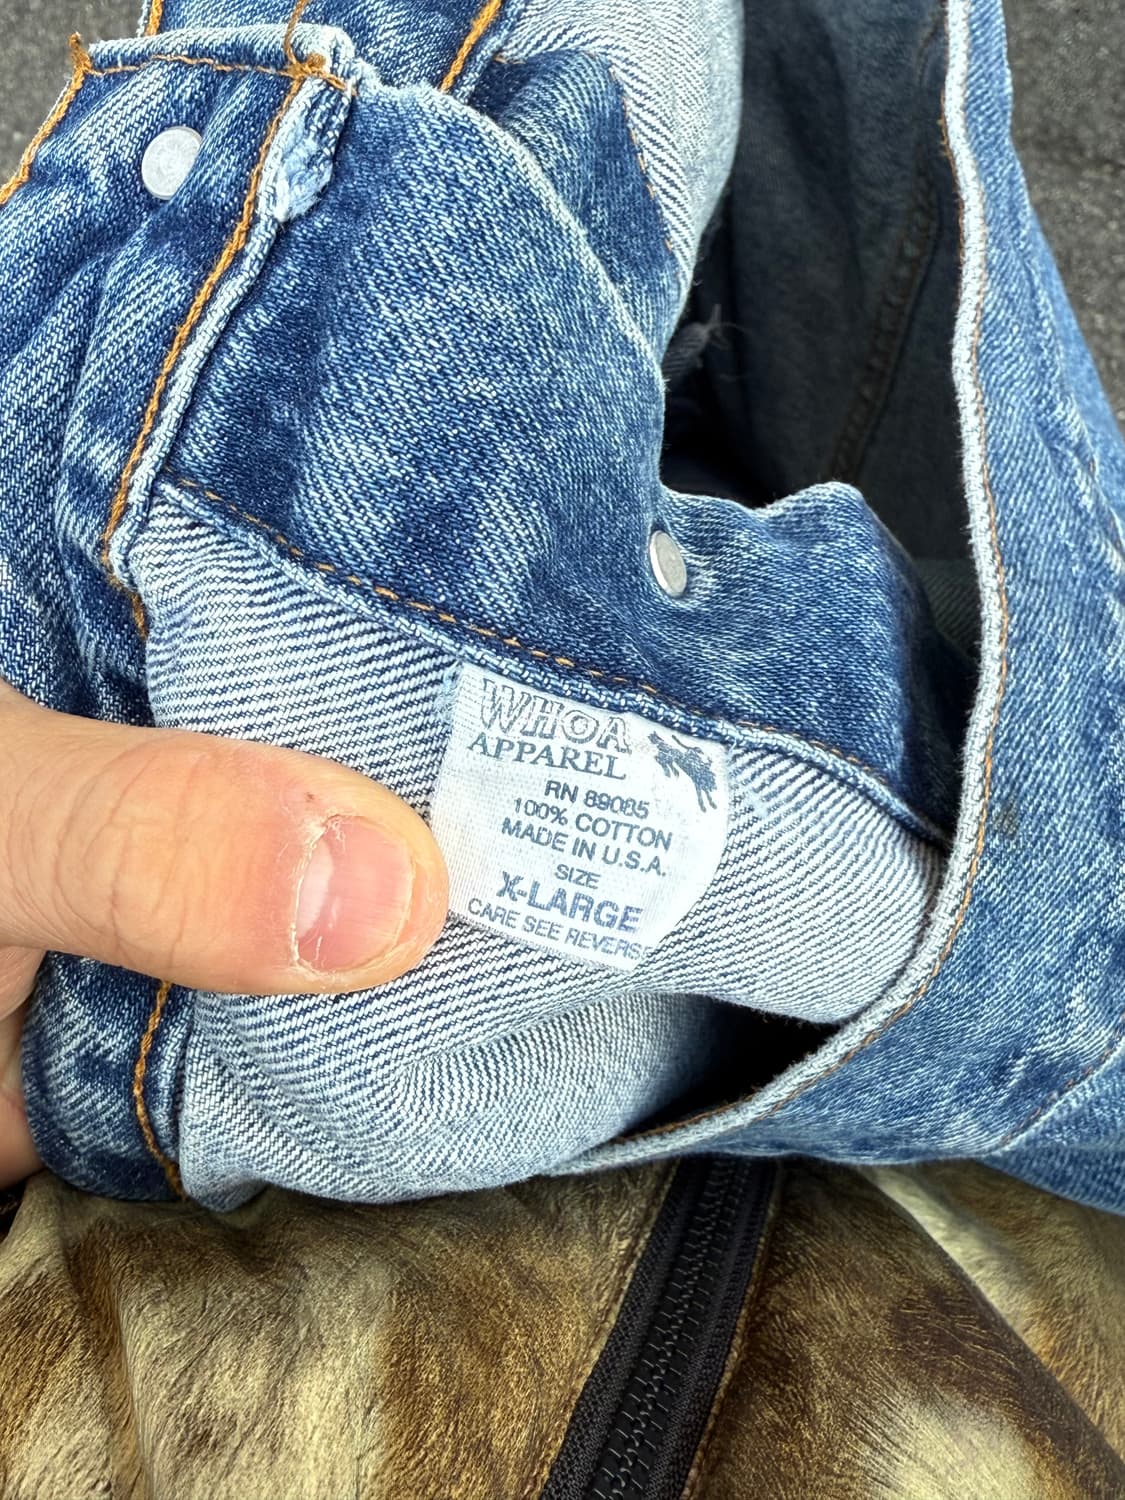 WHOA
APPAREL
RN 89085
100% COTTON
MADE IN U.S.A.
SIZE
X-LARGE
CARE SEE REVERSE